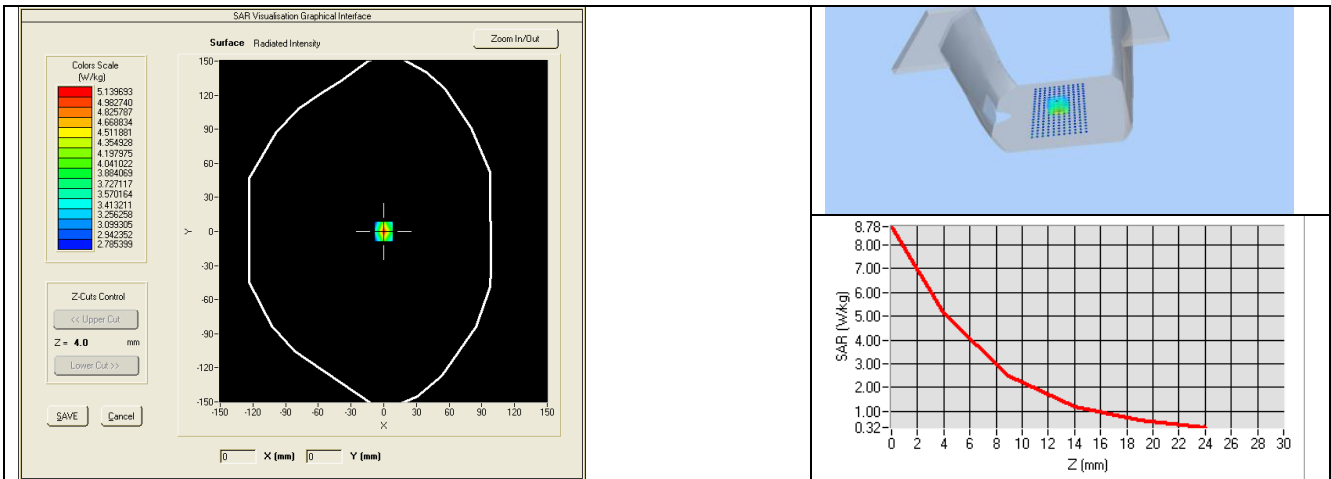 SAR Visualisation Graphical Interface
Surface Radiated Intensity
Zoom In/Out
Colors Scale
(W/kg)
5.139693
4.982740
4.825787
4.668834
4.511881
4.354928
4.197975
4.041022
3.884069
3.727117
3.570164
3.413211
3.256258
3.099305
2.942352
2.785399
Z-Cuts Control
<< Upper Cut
Z = 4.0 mm
Lower Cut >>
SAVE Cancel
150
120
90
60
30
0
-30
-60
-90
-120
-150
Y
-150 -120 -90 -60 -30 0 30 60 90 120 150
X
0 X (mm) 0 Y (mm)
8.78
8.00
7.00
6.00
5.00
4.00
3.00
2.00
1.00
0.32
SAR (W/kg)
0 2 4 6 8 10 12 14 16 18 20 22 24 26 28 30
Z (mm)